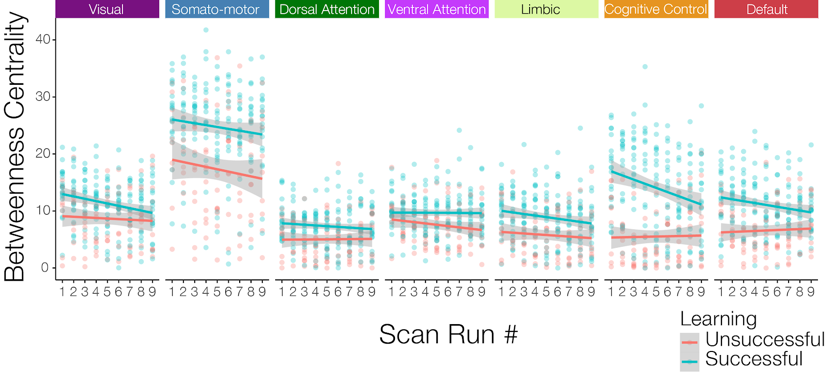 Visual Somato-motor Dorsal Attention Ventral Attention Limbic Cognitive Control Default
Betweenness Centrality
40
30
20
10
0
1 2 3 4 5 6 7 8 9 1 2 3 4 5 6 7 8 9 1 2 3 4 5 6 7 8 9 1 2 3 4 5 6 7 8 9 1 2 3 4 5 6 7 8 9 1 2 3 4 5 6 7 8 9 1 2 3 4 5 6 7 8 9
Scan Run #
Learning
Unsuccessful
Successful